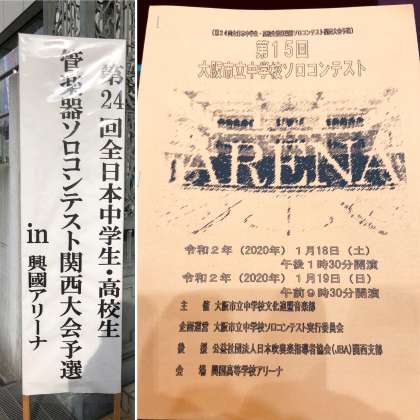 第24回全日本中学生・高校生
管楽器ソロコンテスト関西大会予選
in 興國アリーナ
第15回
大阪市立中学校ソロコンテスト
ARENA
令和2年（2020年）1月18日（土）
午後1時30分開演
令和2年（2020年）1月19日（日）
午前9時30分開演
主 催 大阪市立中学校文化連盟音楽部
企画運営 大阪市立中学校ソロコンテスト実行委員会
後 援 公益社団法人日本吹奏楽指導者協会(JBA)関西支部
会 場 興国高等学校アリーナ